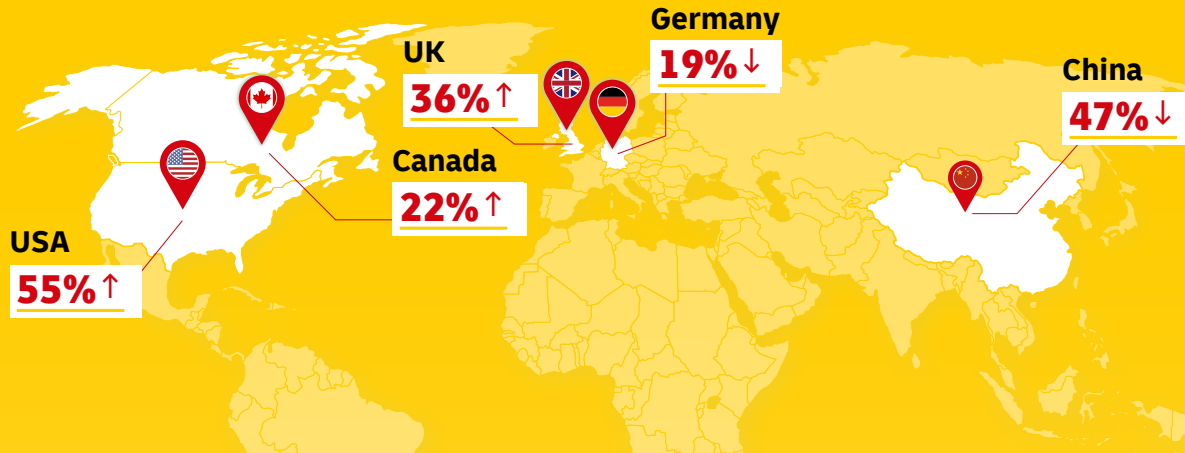 Germany
19%↓
UK
36%↑
China
47%↓
Canada
22%↑
USA
55%↑